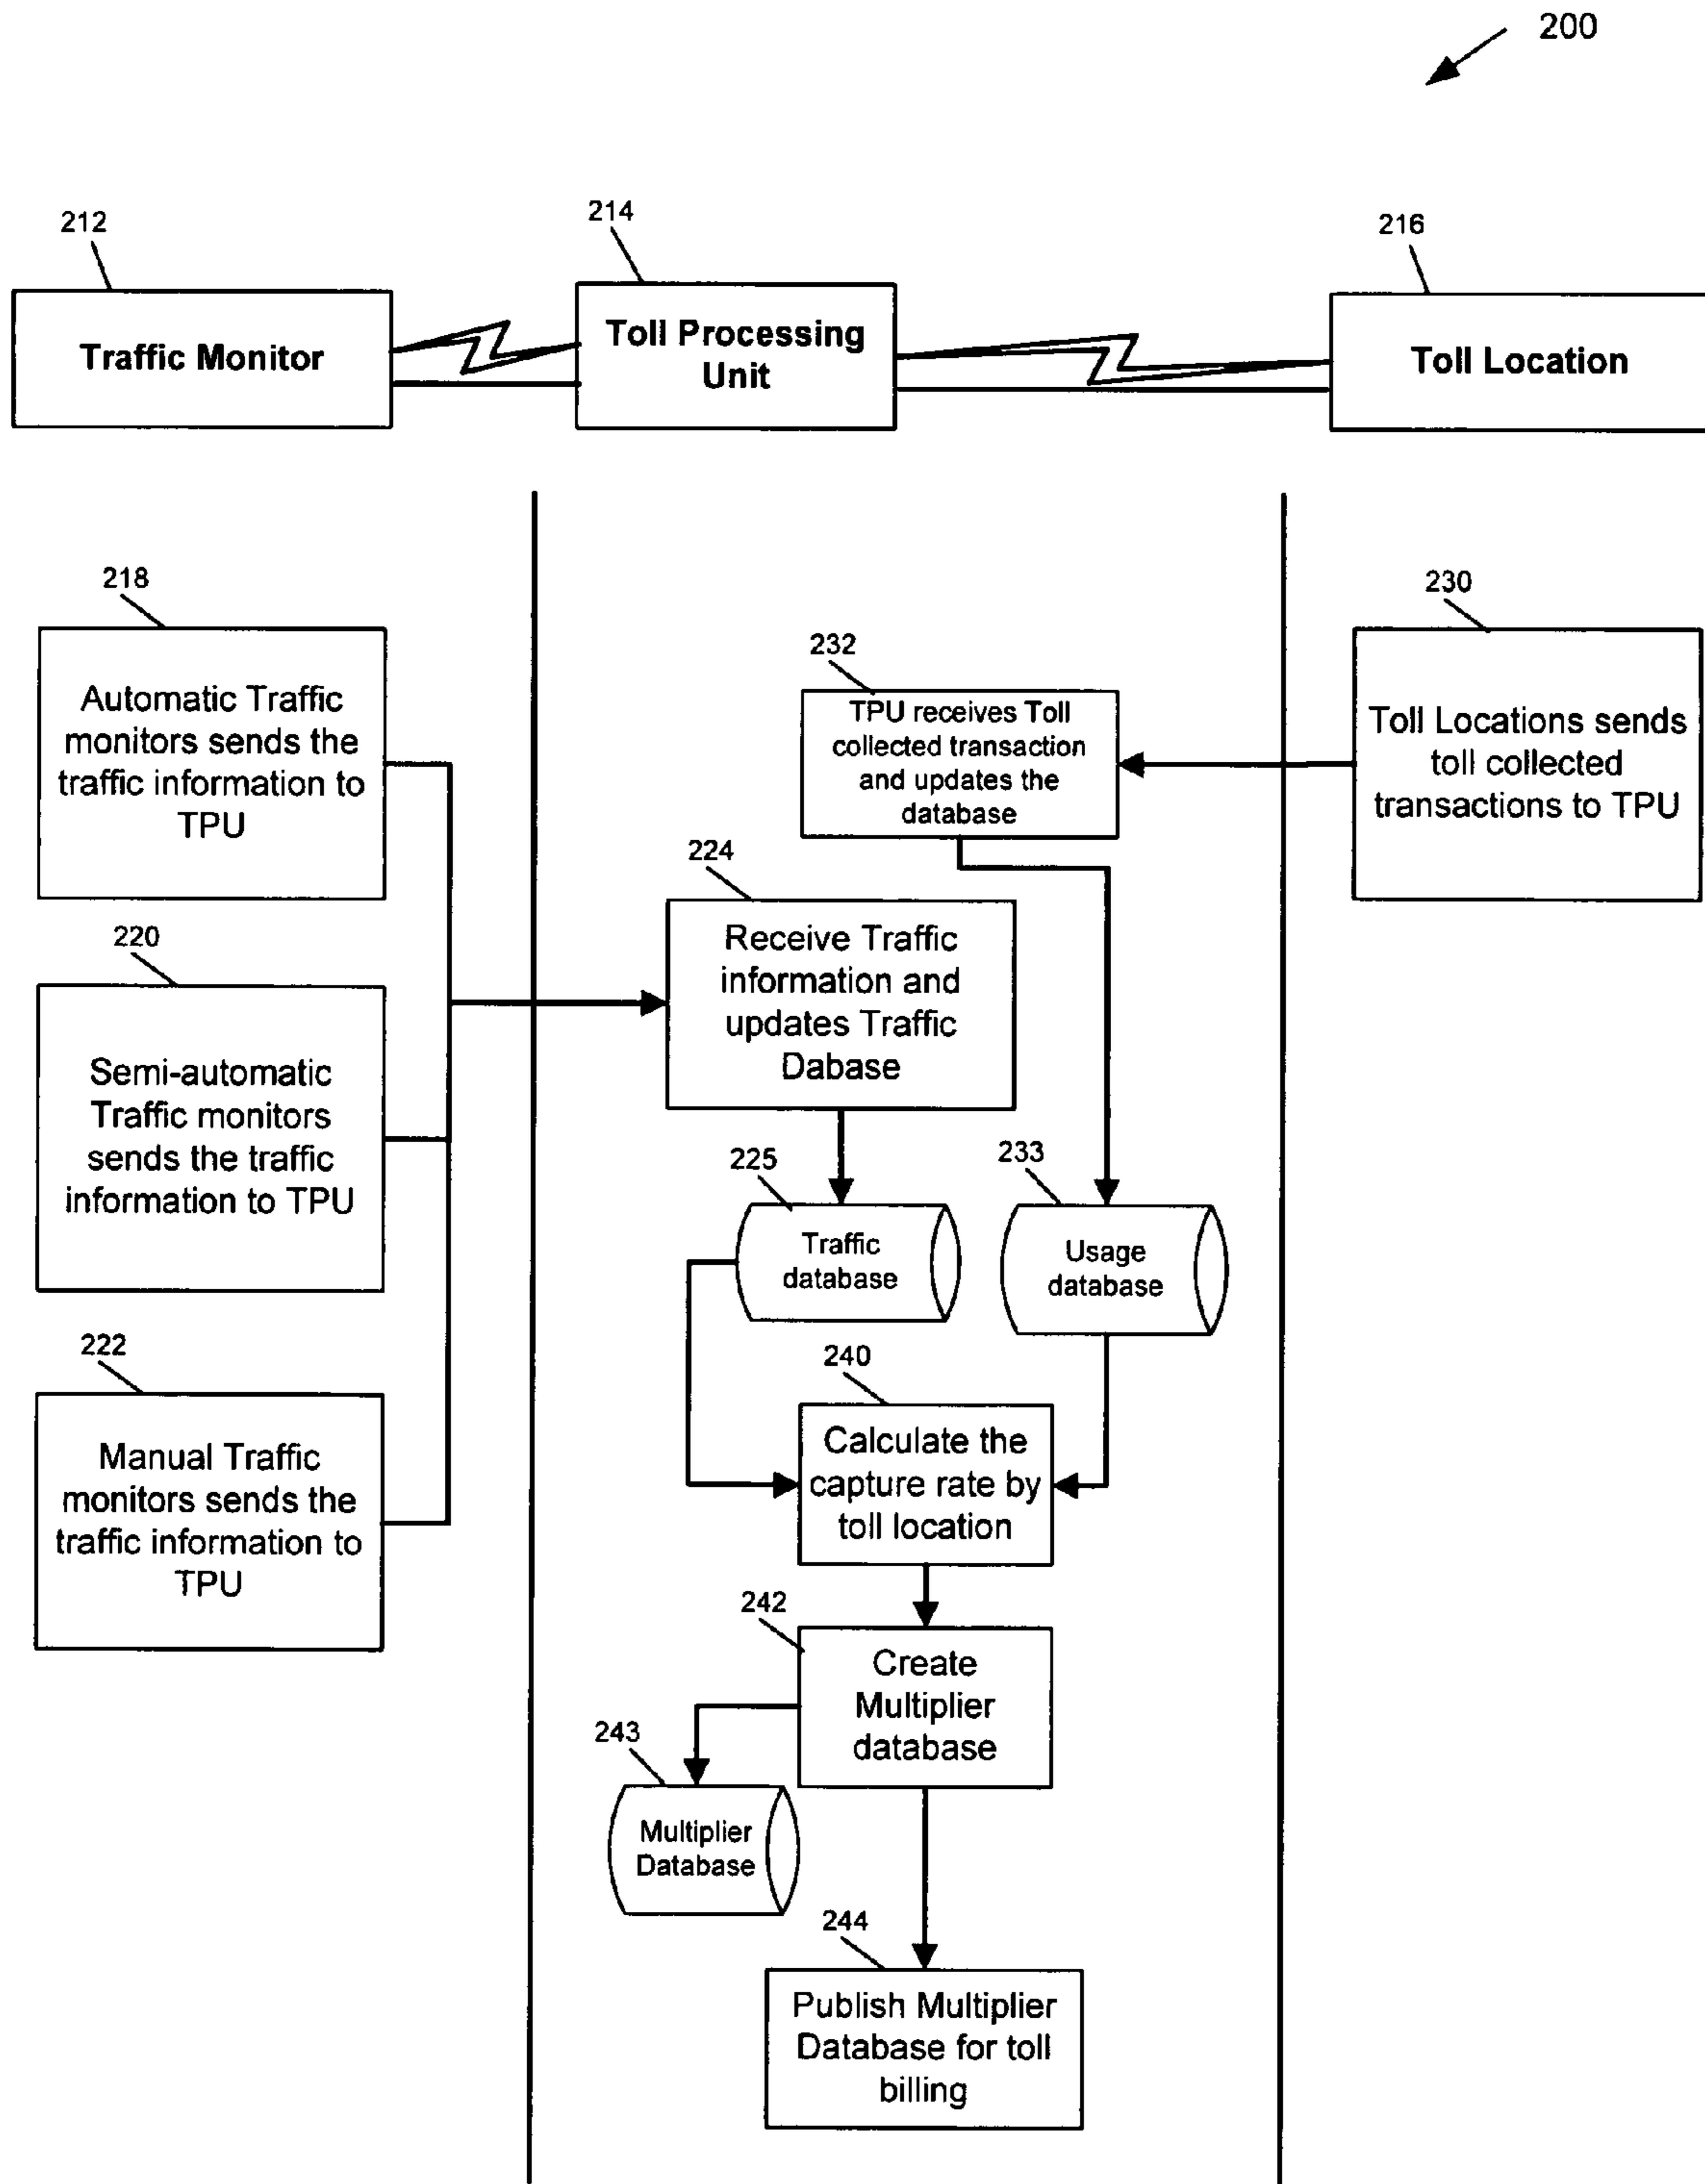 200
212
214
216
Traffic Monitor
Toll Processing
Unit
Toll Location
218
Automatic Traffic
monitors sends the
traffic information to
TPU
220
Semi-automatic
Traffic monitors
sends the traffic
information to TPU
222
Manual Traffic
monitors sends the
traffic information to
TPU
230
Toll Locations sends
toll collected
transactions to TPU
232
TPU receives Toll
collected transaction
and updates the
database
224
Receive Traffic
information and
updates Traffic
Dabase
225
Traffic
database
233
Usage
database
240
Calculate the
capture rate by
toll location
242
Create
Multiplier
database
243
Multiplier
Database
244
Publish Multiplier
Database for toll
billing